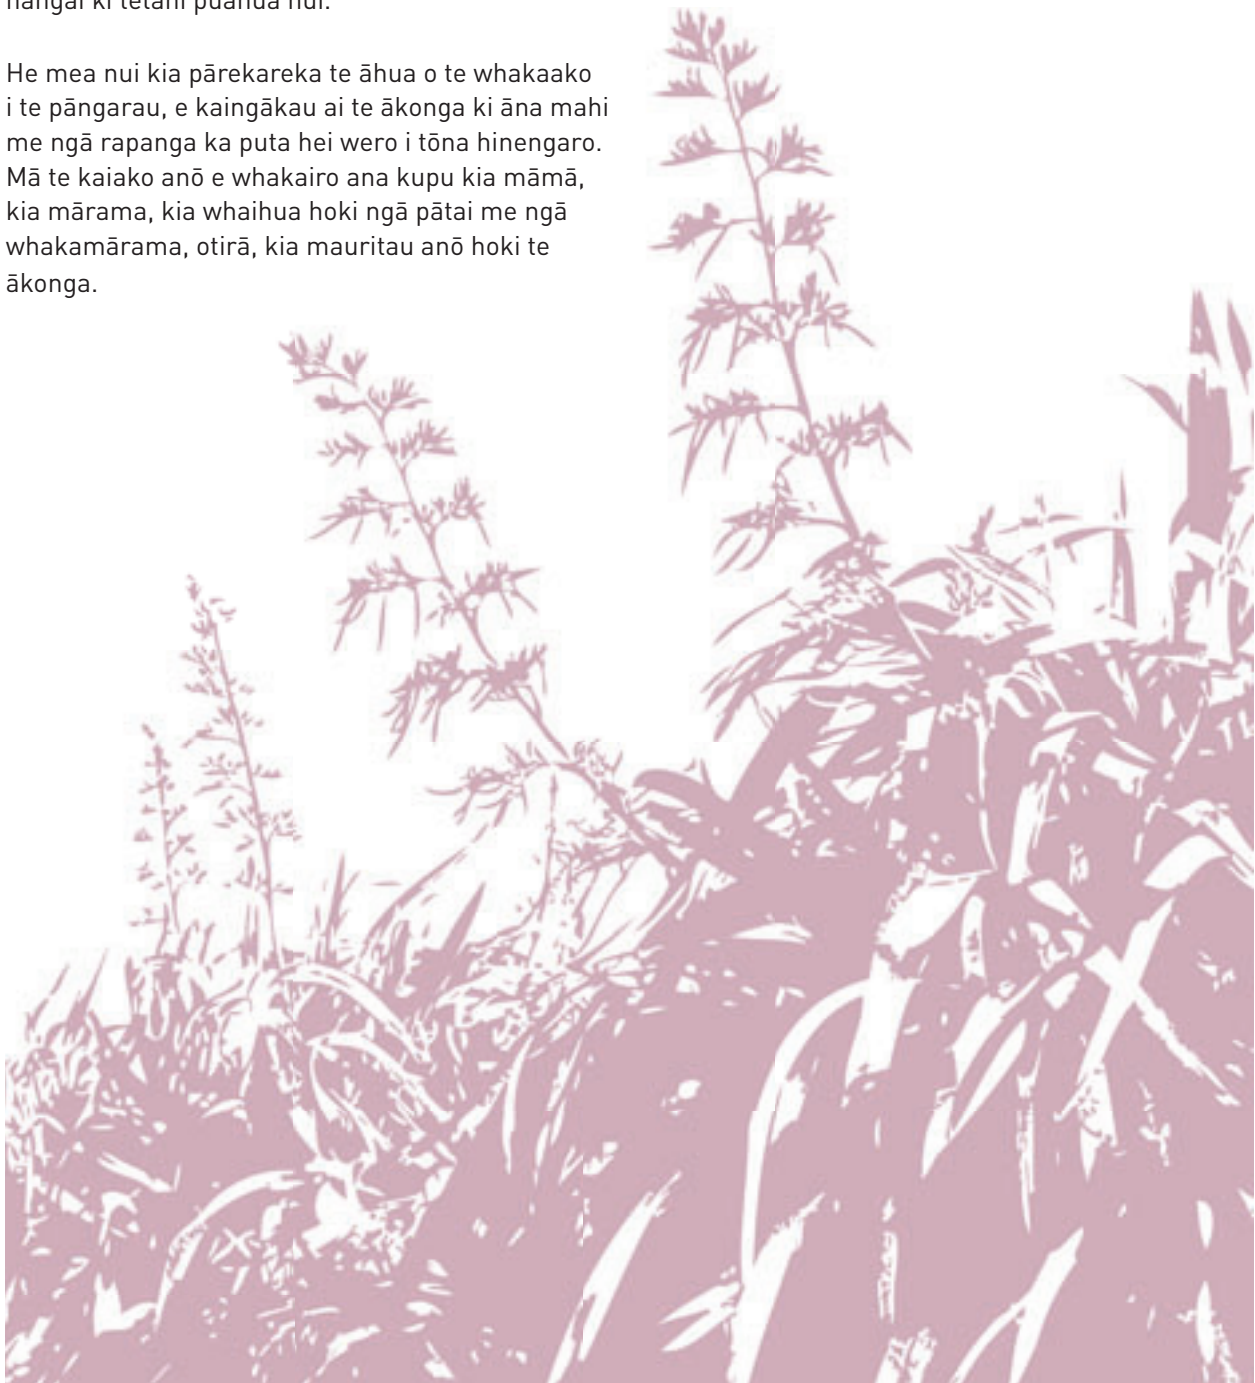 ki nui.
He mea nui kia pārekareka te āhua o te whakaako
i te pāngarau, e kaingākau ai te ākonga ki āna mahi
me ngā rapanga ka puta hei wero i tōna hinengaro.
Mā te kaiako anō e whakairo ana kupu kia māmā,
kia mārama, kia whaihua hoki ngā pātai me ngā
whakamārama, otirā, kia mauritau anō hoki te
ākonga.